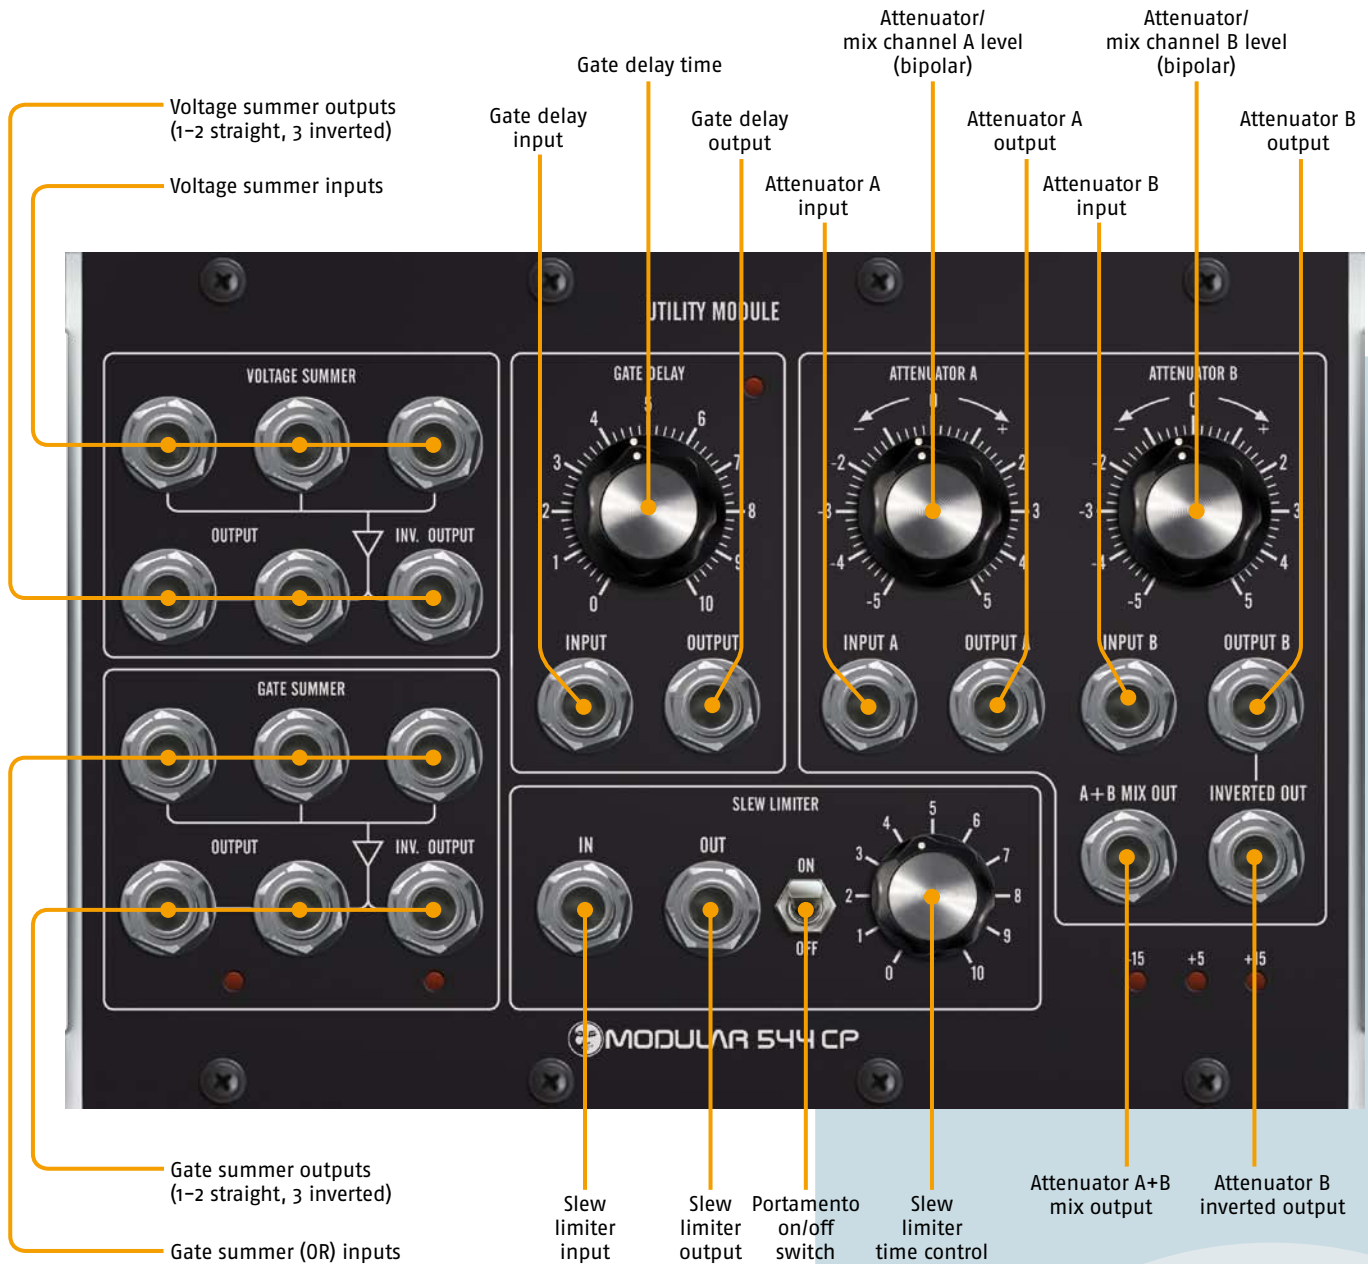 Attenuator/
mix channel A level
(bipolar)
Attenuator/
mix channel B level
(bipolar)
Gate delay time
Voltage summer outputs
(1–2 straight, 3 inverted)
Gate delay
input
Gate delay
output
Attenuator A
output
Attenuator B
output
Voltage summer inputs
Attenuator A
input
Attenuator B
input
UTILITY MODULE
VOLTAGE SUMMER
OUTPUT
INV. OUTPUT
GATE DELAY
0 1 2 3 4 5 6 7 8 9 10
INPUT
OUTPUT
ATTENUATOR A
− 0 +
-5 -4 -3 -2 2 3 4 5
INPUT A
OUTPUT A
ATTENUATOR B
− 0 +
-5 -4 -3 -2 2 3 4 5
INPUT B
OUTPUT B
A+B MIX OUT
INVERTED OUT
GATE SUMMER
OUTPUT
INV. OUTPUT
SLEW LIMITER
IN
OUT
ON
OFF
0 1 2 3 4 5 6 7 8 9 10
-15 +5 +15
MODULAR 544 CP
Gate summer outputs
(1–2 straight, 3 inverted)
Gate summer (OR) inputs
Slew
limiter
input
Slew
limiter
output
Portamento
on/off
switch
Slew
limiter
time control
Attenuator A+B
mix output
Attenuator B
inverted output